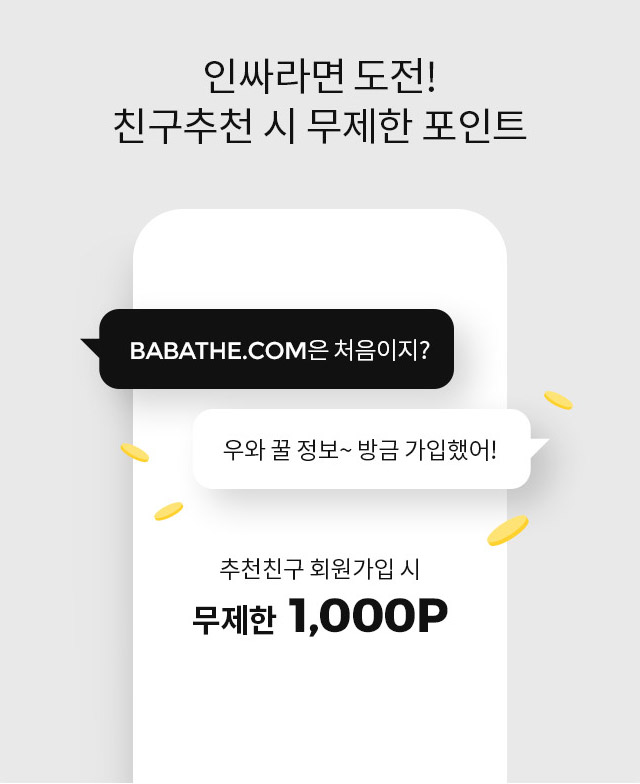 인싸라면 도전!
친구추천 시 무제한 포인트
BABATHE.COM은 처음이지?
우와 꿀 정보~ 방금 가입했어!
추천친구 회원가입 시
무제한 1,000P